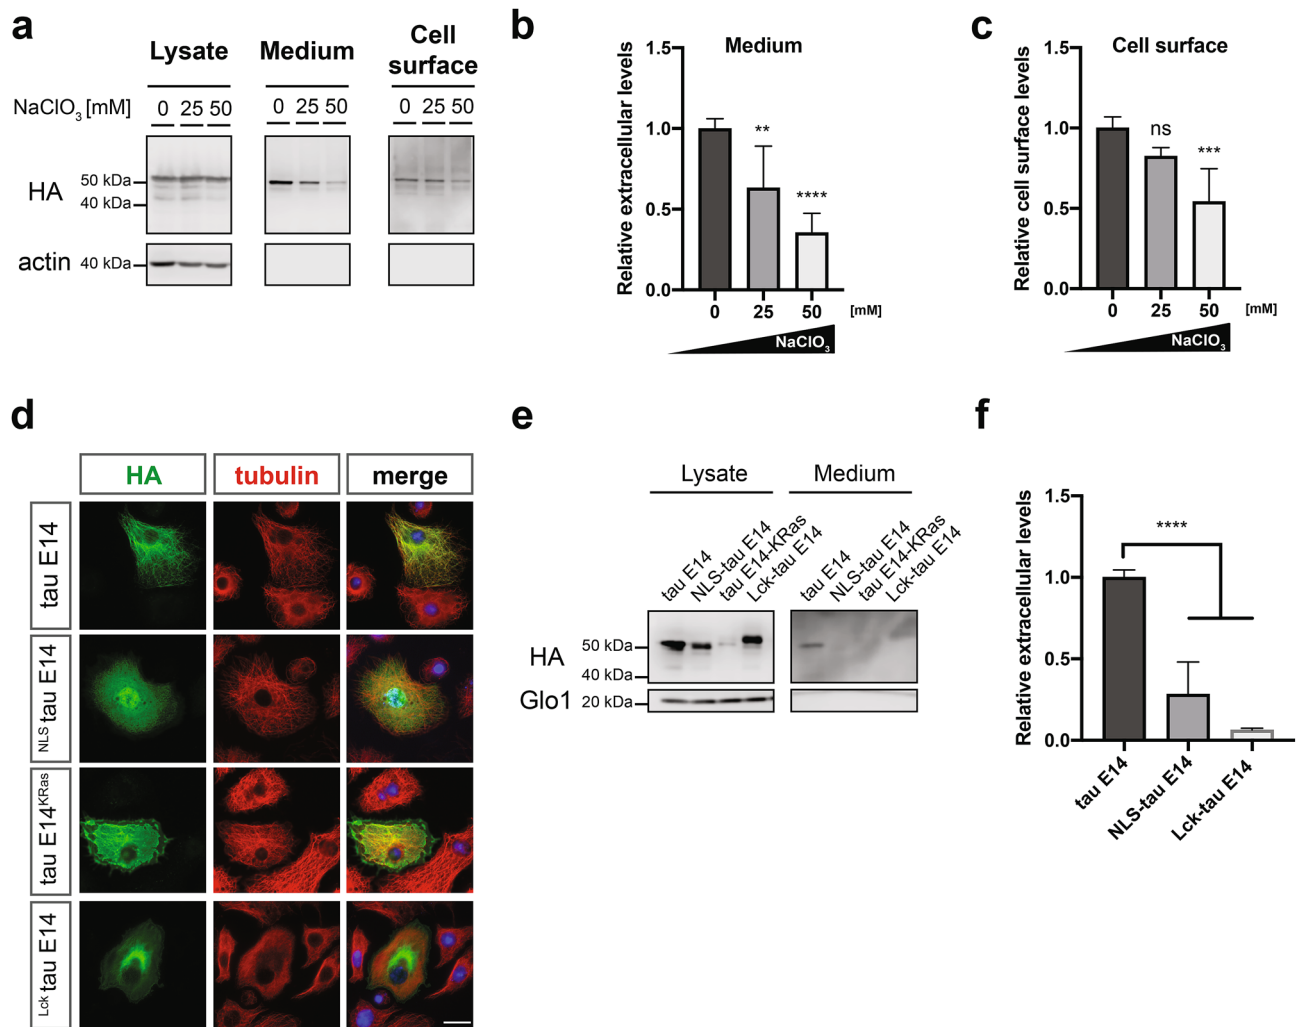 a
Lysate
Medium
Cell
surface
NaClO₃ [mM]
0 25 50
0 25 50
0 25 50
HA
50 kDa
40 kDa
actin
40 kDa
b
Medium
Relative extracellular levels
1.5
1.0
0.5
0.0
**
****
0 25 50 [mM]
NaClO₃
c
Cell surface
Relative cell surface levels
1.5
1.0
0.5
0.0
ns
***
0 25 50 [mM]
NaClO₃
d
HA tubulin merge
tau E14
NLS tau E14
tau E14 KRas
Lck tau E14
e
Lysate Medium
tau E14
NLS-tau E14
tau E14-KRas
Lck-tau E14
tau E14
NLS-tau E14
tau E14-KRas
Lck-tau E14
HA
50 kDa
40 kDa
Glo1
20 kDa
f
Relative extracellular levels
1.5
1.0
0.5
0.0
****
tau E14
NLS-tau E14
Lck-tau E14